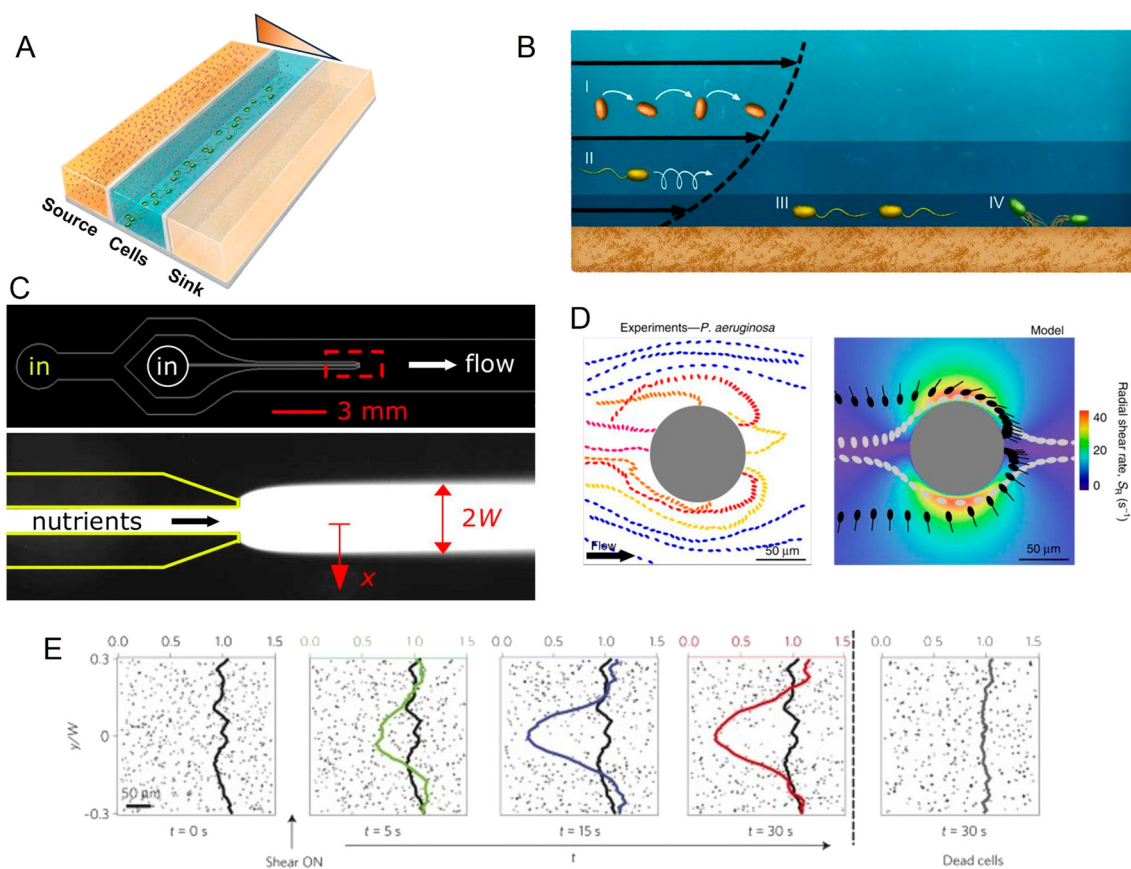 A
Source
Cells
Sink
B
I
II
III
IV
C
in
in
flow
3 mm
nutrients
2W
x
D
Experiments—P. aeruginosa
Model
Flow
50 μm
50 μm
40
20
0
Radial shear rate, SR (s⁻¹)
E
0.0 0.5 1.0 1.5
0.0 0.5 1.0 1.5
0.0 0.5 1.0 1.5
0.0 0.5 1.0 1.5
0.0 0.5 1.0 1.5
0.3
y/W
0
-0.3
50 μm
t = 0 s
t = 5 s
t = 15 s
t = 30 s
t = 30 s
Shear ON
t
Dead cells